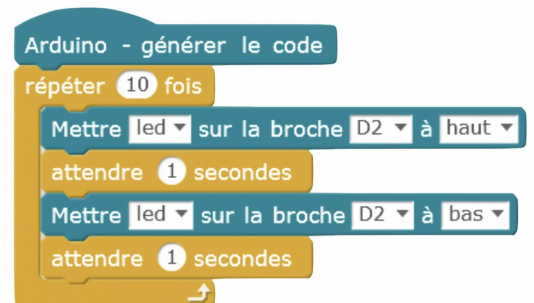 Arduino - générer le code
répéter 10 fois
Mettre led sur la broche D2 à haut
attendre 1 secondes
Mettre led sur la broche D2 à bas
attendre 1 secondes